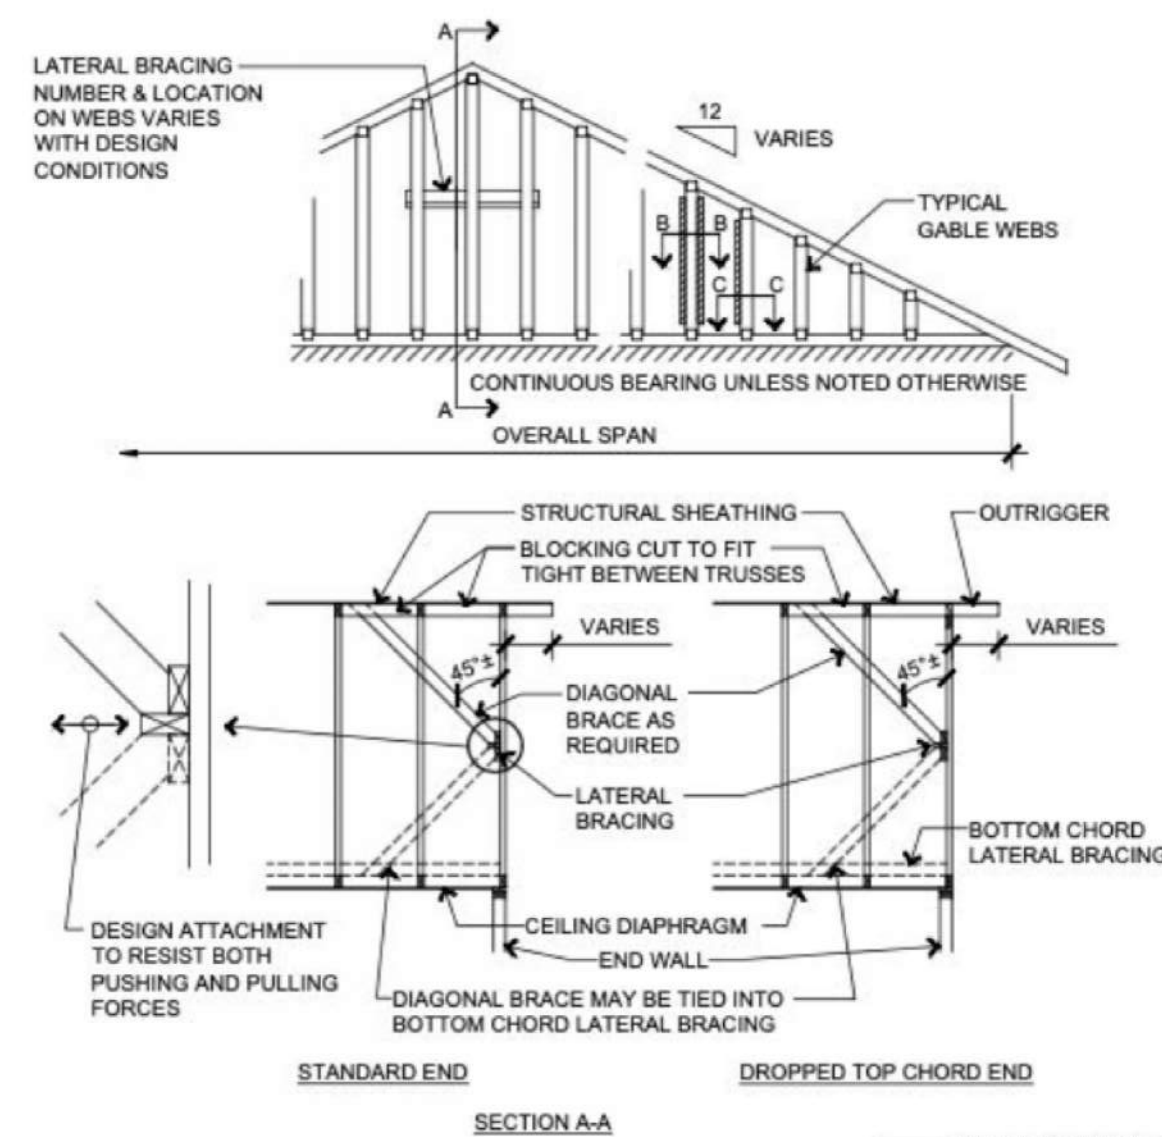 A
LATERAL BRACING
NUMBER & LOCATION
ON WEBS VARIES
WITH DESIGN
CONDITIONS
12
VARIES
TYPICAL
GABLE WEBS
B B
C C
CONTINUOUS BEARING UNLESS NOTED OTHERWISE
A
OVERALL SPAN
STRUCTURAL SHEATHING
OUTRIGGER
BLOCKING CUT TO FIT
TIGHT BETWEEN TRUSSES
VARIES
VARIES
45°±
45°±
DIAGONAL
BRACE AS
REQUIRED
LATERAL
BRACING
BOTTOM CHORD
LATERAL BRACING
DESIGN ATTACHMENT
TO RESIST BOTH
PUSHING AND PULLING
FORCES
CEILING DIAPHRAGM
END WALL
DIAGONAL BRACE MAY BE TIED INTO
BOTTOM CHORD LATERAL BRACING
STANDARD END
DROPPED TOP CHORD END
SECTION A-A